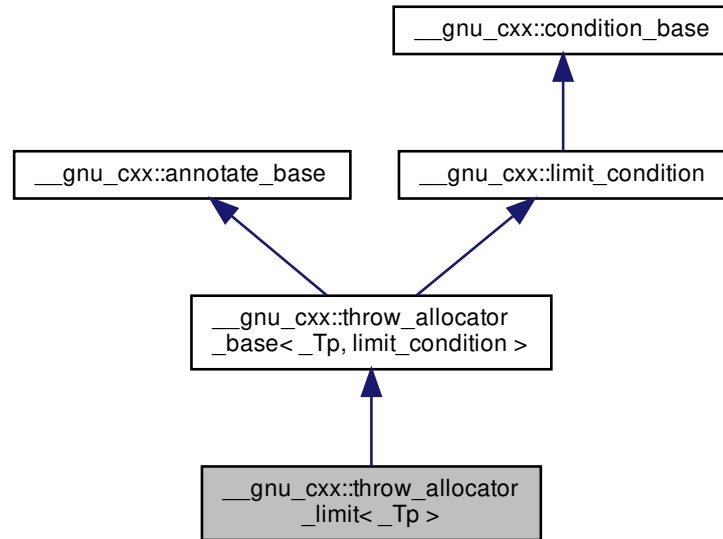 __gnu_cxx::condition_base
__gnu_cxx::annotate_base
__gnu_cxx::limit_condition
__gnu_cxx::throw_allocator
_base< _Tp, limit_condition >
__gnu_cxx::throw_allocator
_limit< _Tp >